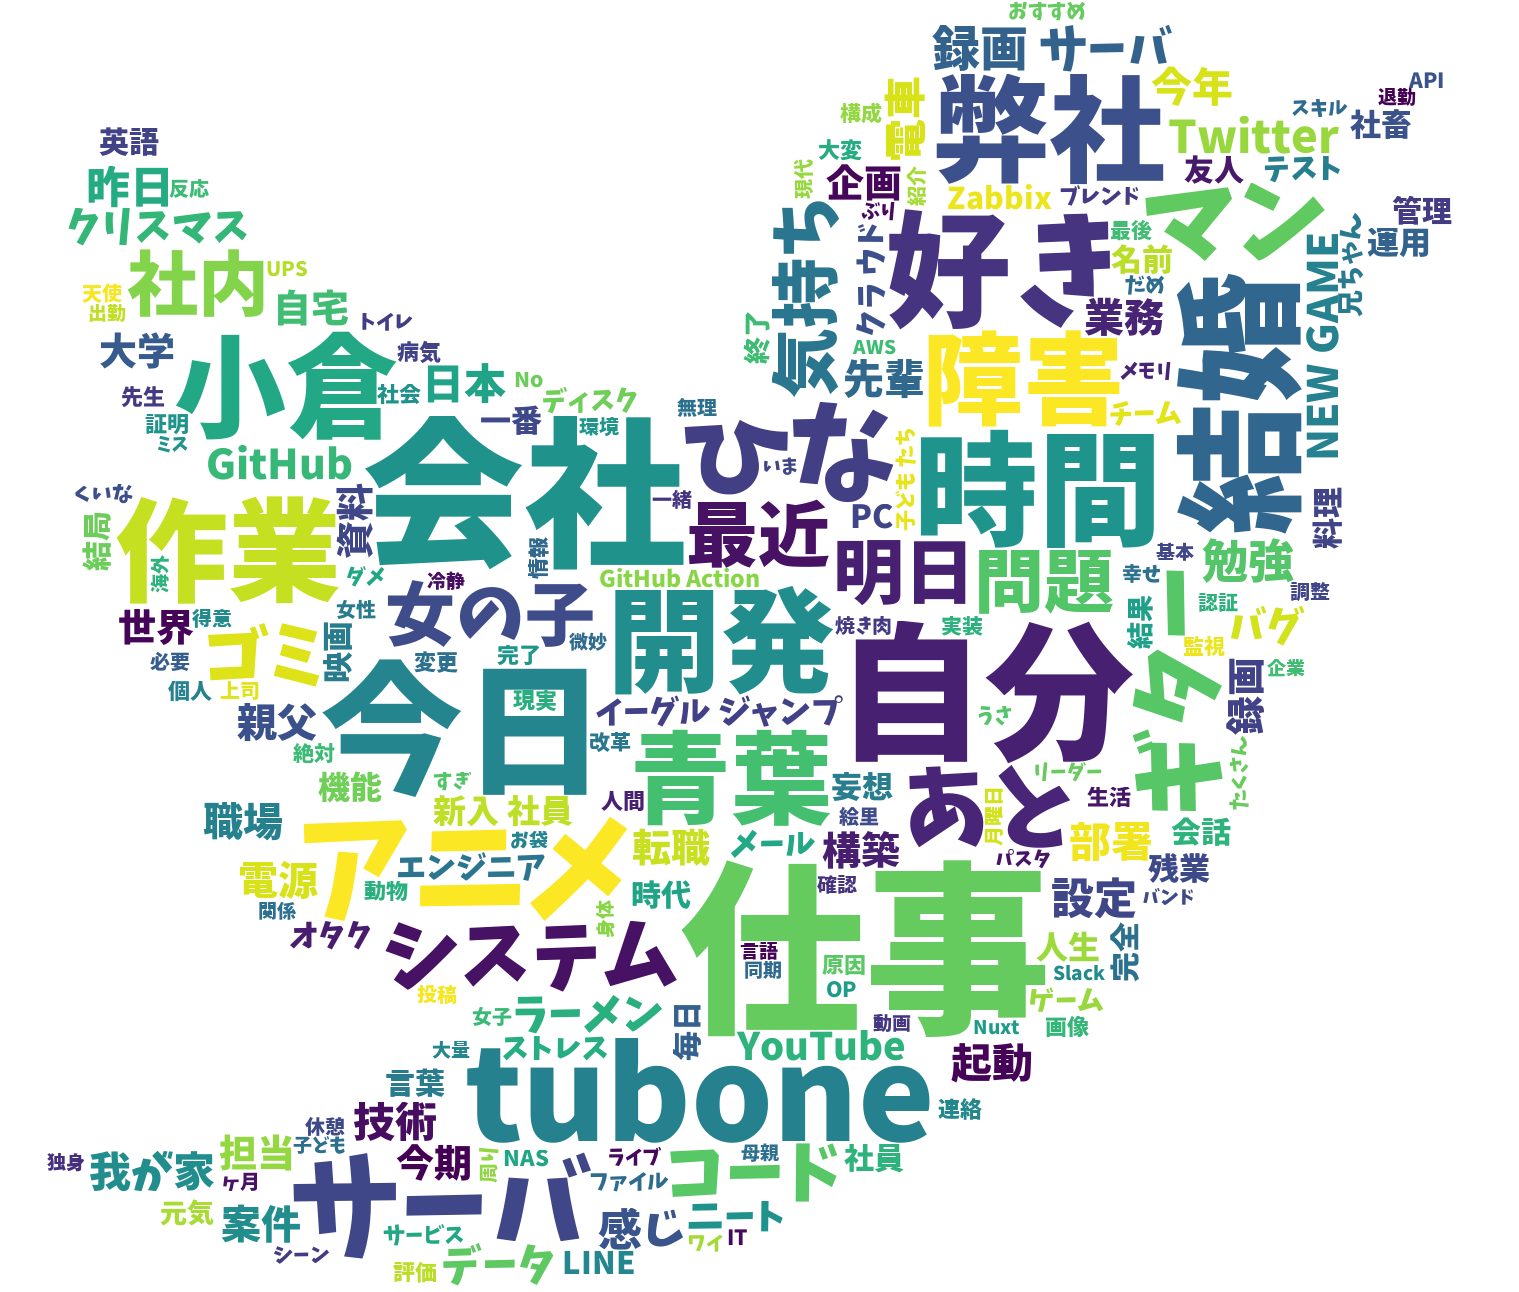 おすすめ
録画 サーバ
弊社
今年
API
退勤
電車
構成
スキル
社畜
Twitter
英語
大変
友人
テスト
昨日
反応
現代
企画
紹介
Zabbix
ブレンド
マン
管理
クリスマス
ぶり
好き
最後
運用
兄ちゃん
社内
UPS
気持ち
クラウド
名前
NEW GAME
天使
自宅
だめ
結婚
出勤
トイレ
終了
業務
大学
小倉
病気
AWS
障害
先輩
メモリ
先生
社会
日本
No
ディスク
無理
チーム
証明
一番
環境
ひな
ミス
GitHub
会社
いま
子どもたち
時間
くいな
資料
一緒
最近
PC
料理
作業
結局
情報
明日
問題
基本
勉強
海外
ダメ
冷静
GitHub Action
幸せ
調整
世界
得意
女性
女の子
開発
焼き肉
実装
結果
認証
ゴミ
映画
微妙
自分
バグ
監視
必要
変更
完了
ギター
録画
企業
個人
上司
今日
現実
イーグル ジャンプ
うさ
親父
改革
青葉
絶対
たくさん
機能
すぎ
妄想
あと
リーダー
職場
新入 社員
人間
絵里
月曜日
生活
アニメ
お袋
転職
メール
構築
部署
会話
電源
エンジニア
パスタ
残業
動物
時代
確認
設定
バンド
関係
身体
仕事
オタク
システム
言語
人生
完全
同期
原因
Slack
投稿
OP
ゲーム
女子
ラーメン
毎日
動画
Nuxt
画像
大量
ストレス
YouTube
起動
言葉
tubone
連絡
休憩
技術
子ども
独身
我が家
担当
今期
周り
NAS
ライブ
コード
母親
社員
ヶ月
サーバ
ファイル
元気
案件
サービス
感じ
ニート
シーン
ワイ
IT
評価
データ
LINE